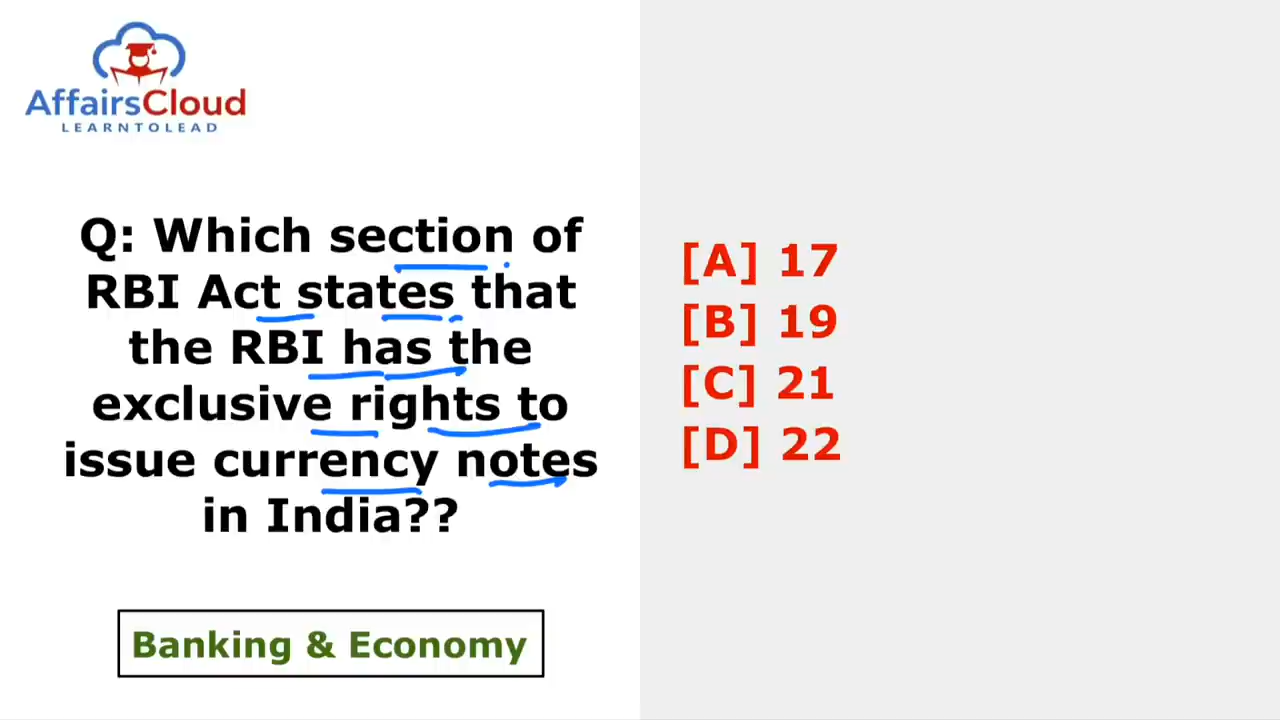 AffairsCloud
LEARNTOLEAD
Q: Which section of
RBI Act states that
the RBI has the
exclusive rights to
issue currency notes
in India??
Banking & Economy
[A] 17
[B] 19
[C] 21
[D] 22